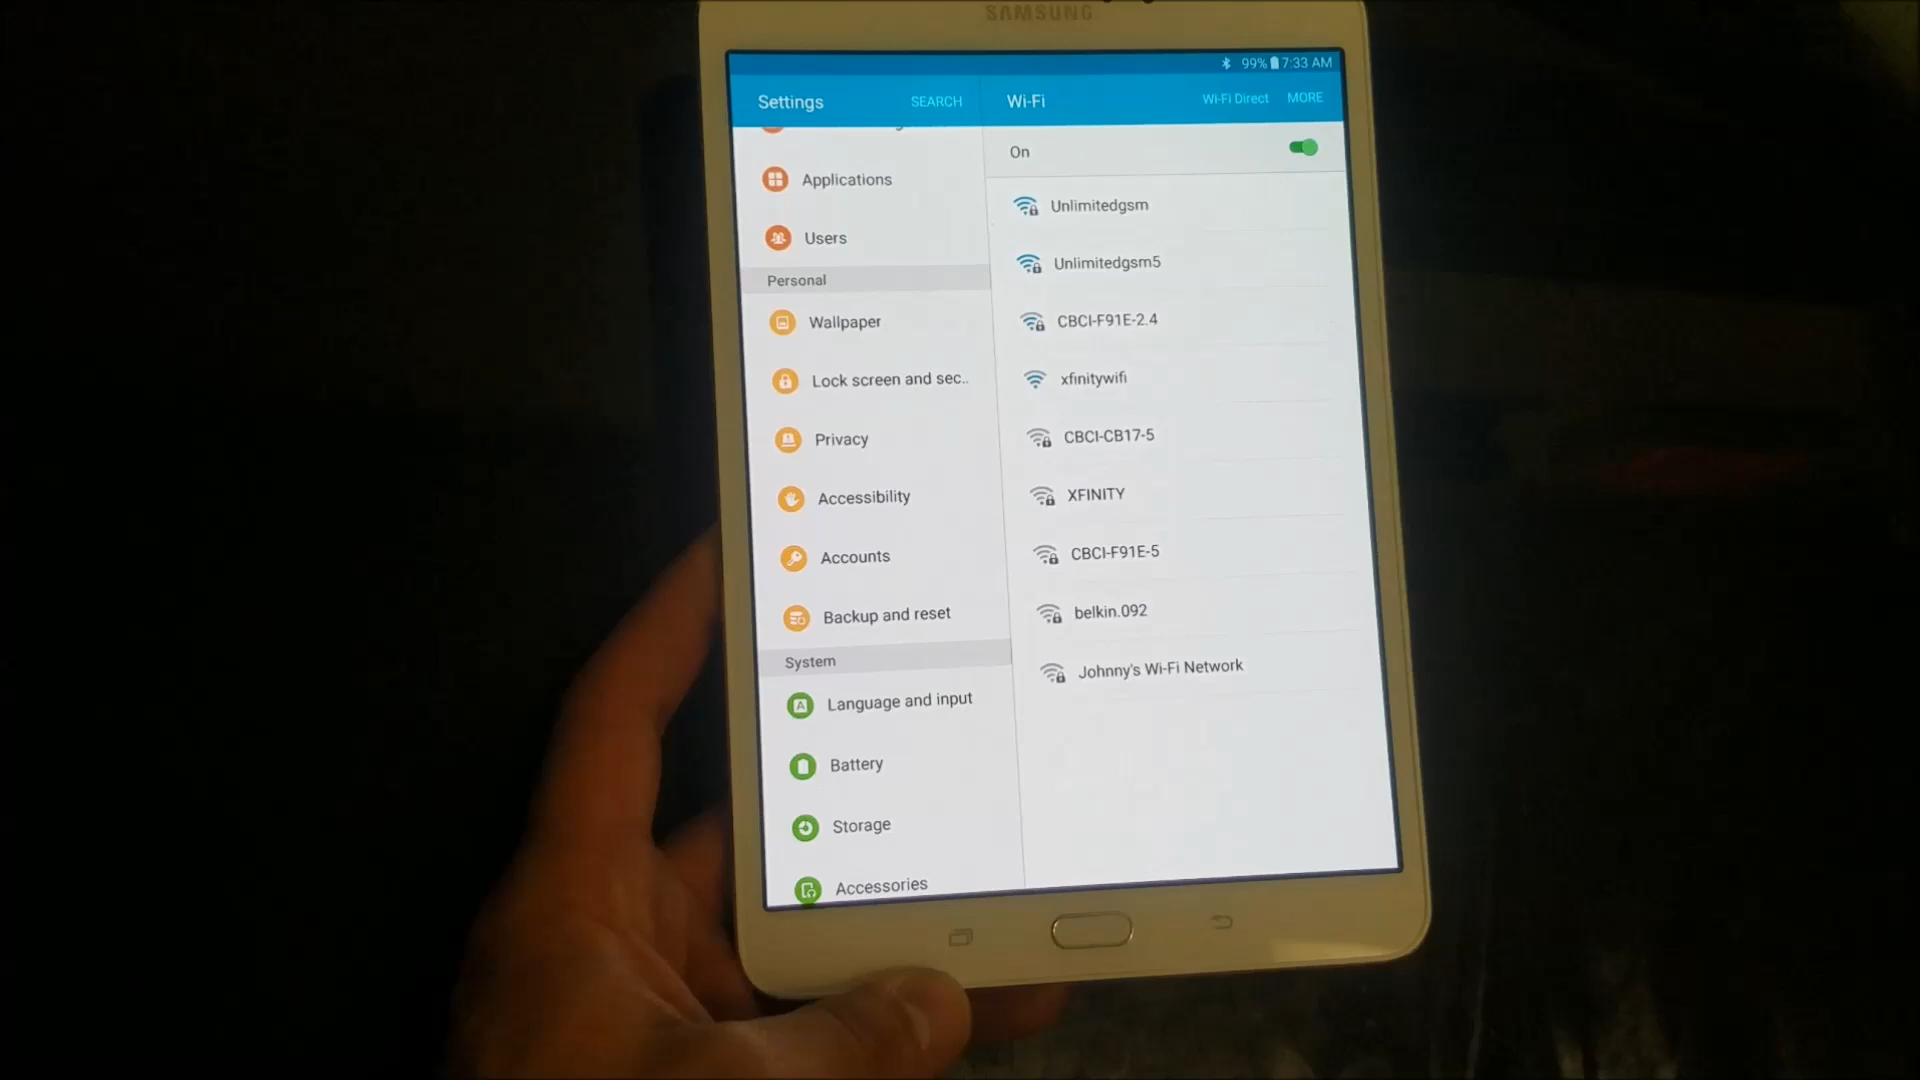 SAMSUNG
99% 7:33 AM
Settings SEARCH
Applications
Users
Personal
Wallpaper
Lock screen and sec..
Privacy
Accessibility
Accounts
Backup and reset
System
Language and input
Battery
Storage
Accessories
Wi-Fi Wi-Fi Direct MORE
On
Unlimitedgsm
Unlimitedgsm5
CBCI-F91E-2.4
xfinitywifi
CBCI-CB17-5
XFINITY
CBCI-F91E-5
belkin.092
Johnny's Wi-Fi Network